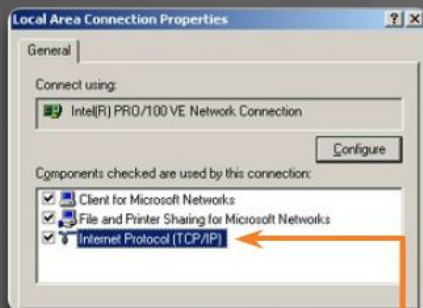 Local Area Connection Properties
General
Connect using:
Intel(R) PRO/100 VE Network Connection
Configure
Components checked are used by this connection:
Client for Microsoft Networks
File and Printer Sharing for Microsoft Networks
Internet Protocol (TCP/IP)